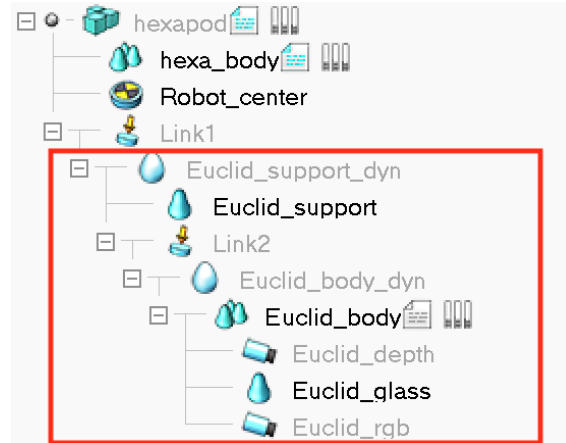 hexapod
hexa_body
Robot_center
Link1
Euclid_support_dyn
Euclid_support
Link2
Euclid_body_dyn
Euclid_body
Euclid_depth
Euclid_glass
Euclid_rgb